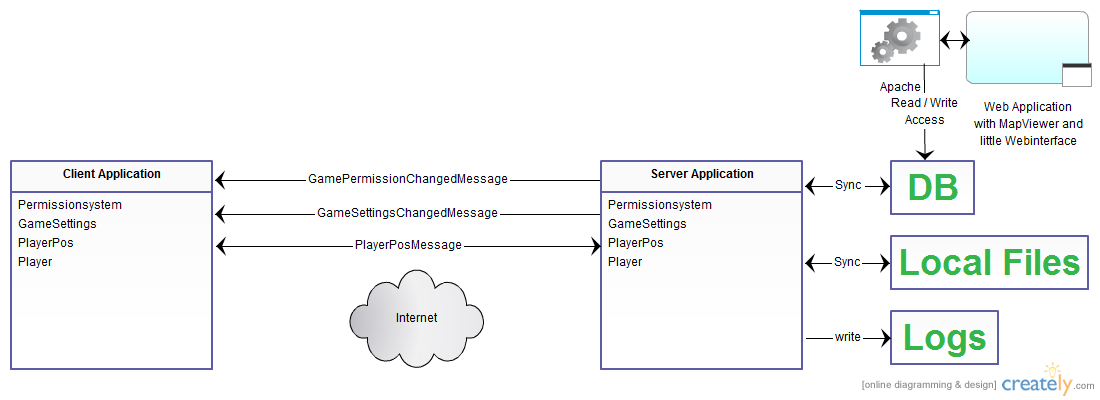 Apache
Read / Write
Access
Web Application
with MapViewer and
little Webinterface
Client Application
Permissionsystem
GameSettings
PlayerPos
Player
GamePermissionChangedMessage
GameSettingsChangedMessage
PlayerPosMessage
Internet
Server Application
Permissionsystem
GameSettings
PlayerPos
Player
Sync
DB
Sync
Local Files
write
Logs
[online diagramming & design] creately.com